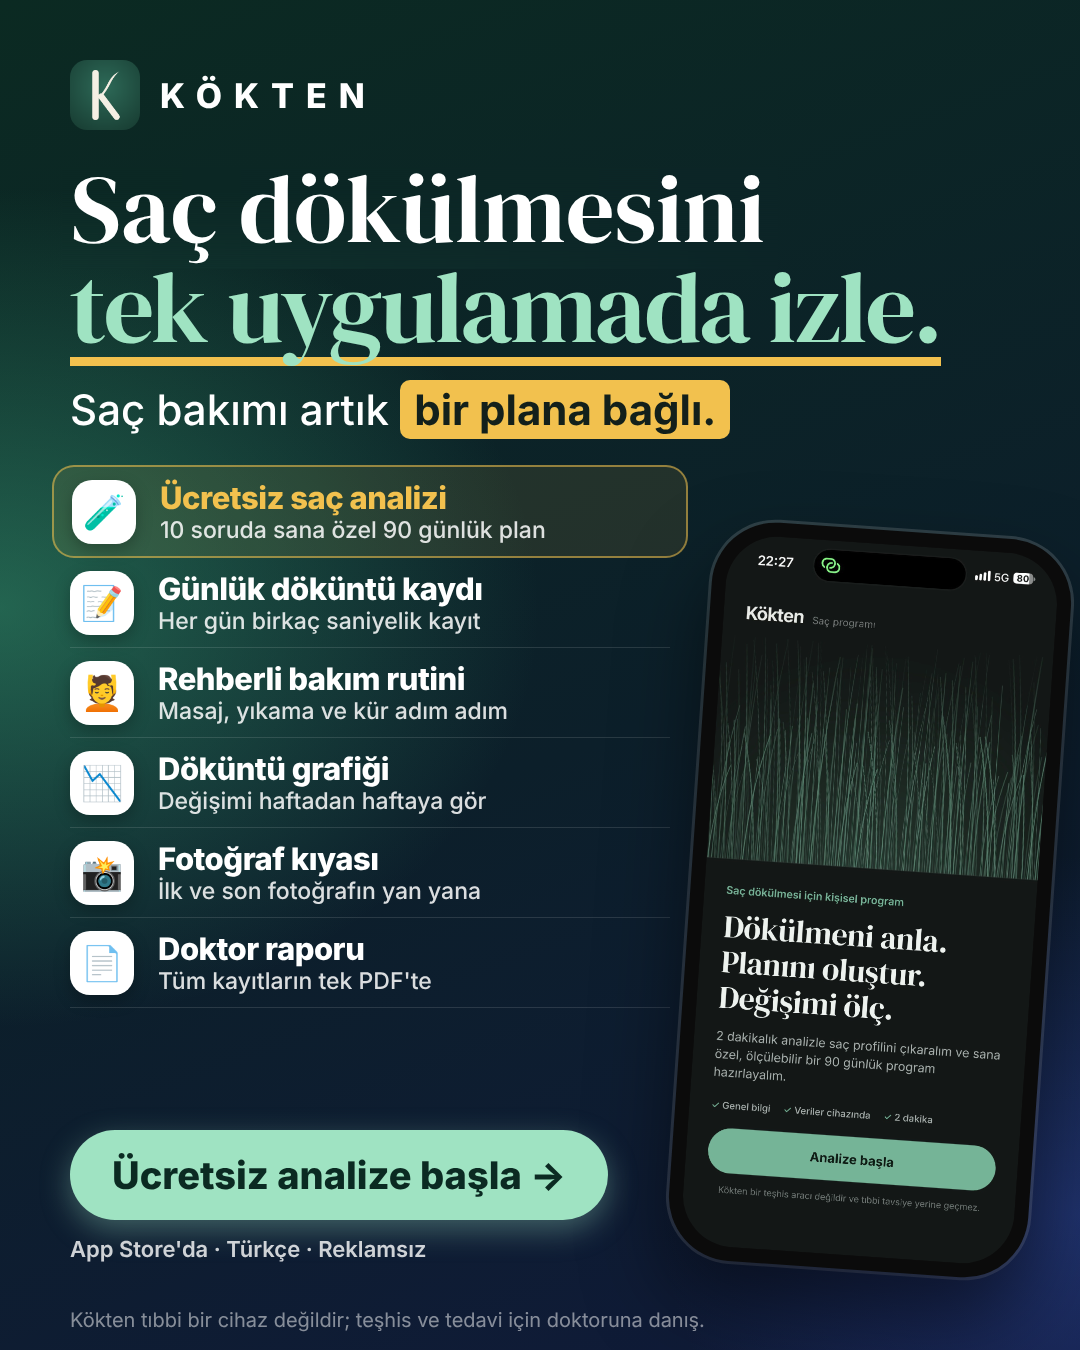 KÖKTEN
Saç dökülmesini
tek uygulamada izle.
Saç bakımı artık bir plana bağlı.
Ücretsiz saç analizi
10 soruda sana özel 90 günlük plan
Günlük döküntü kaydı
Her gün birkaç saniyelik kayıt
Rehberli bakım rutini
Masaj, yıkama ve kür adım adım
Döküntü grafiği
Değişimi haftadan haftaya gör
Fotoğraf kıyası
İlk ve son fotoğrafın yan yana
Doktor raporu
Tüm kayıtların tek PDF'te
Ücretsiz analize başla →
App Store'da · Türkçe · Reklamsız
Kökten tıbbi bir cihaz değildir; teşhis ve tedavi için doktoruna danış.
22:27 5G 80
Kökten Saç programı
Saç dökülmesi için kişisel program
Dökülmeni anla.
Planını oluştur.
Değişimi ölç.
2 dakikalık analizle saç profilini çıkaralım ve sana
özel, ölçülebilir bir 90 günlük program
hazırlayalım.
✓ Genel bilgi ✓ Veriler cihazında ✓ 2 dakika
Analize başla
Kökten bir teşhis aracı değildir ve tıbbi tavsiye yerine geçmez.